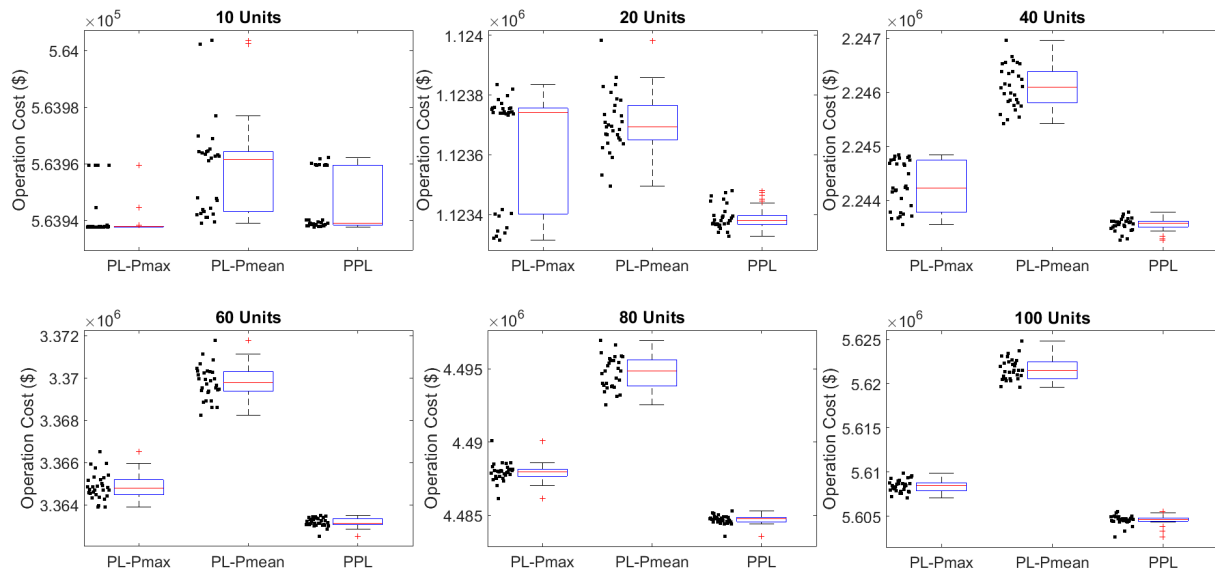 10 Units
×10^5
5.64
5.6398
5.6396
5.6394
Operation Cost ($)
PL-Pmax PL-Pmean PPL
20 Units
×10^6
1.124
1.1238
1.1236
1.1234
Operation Cost ($)
PL-Pmax PL-Pmean PPL
40 Units
×10^6
2.247
2.246
2.245
2.244
Operation Cost ($)
PL-Pmax PL-Pmean PPL
60 Units
×10^6
3.372
3.37
3.368
3.366
3.364
Operation Cost ($)
PL-Pmax PL-Pmean PPL
80 Units
×10^6
4.495
4.49
4.485
Operation Cost ($)
PL-Pmax PL-Pmean PPL
100 Units
×10^6
5.625
5.62
5.615
5.61
5.605
Operation Cost ($)
PL-Pmax PL-Pmean PPL